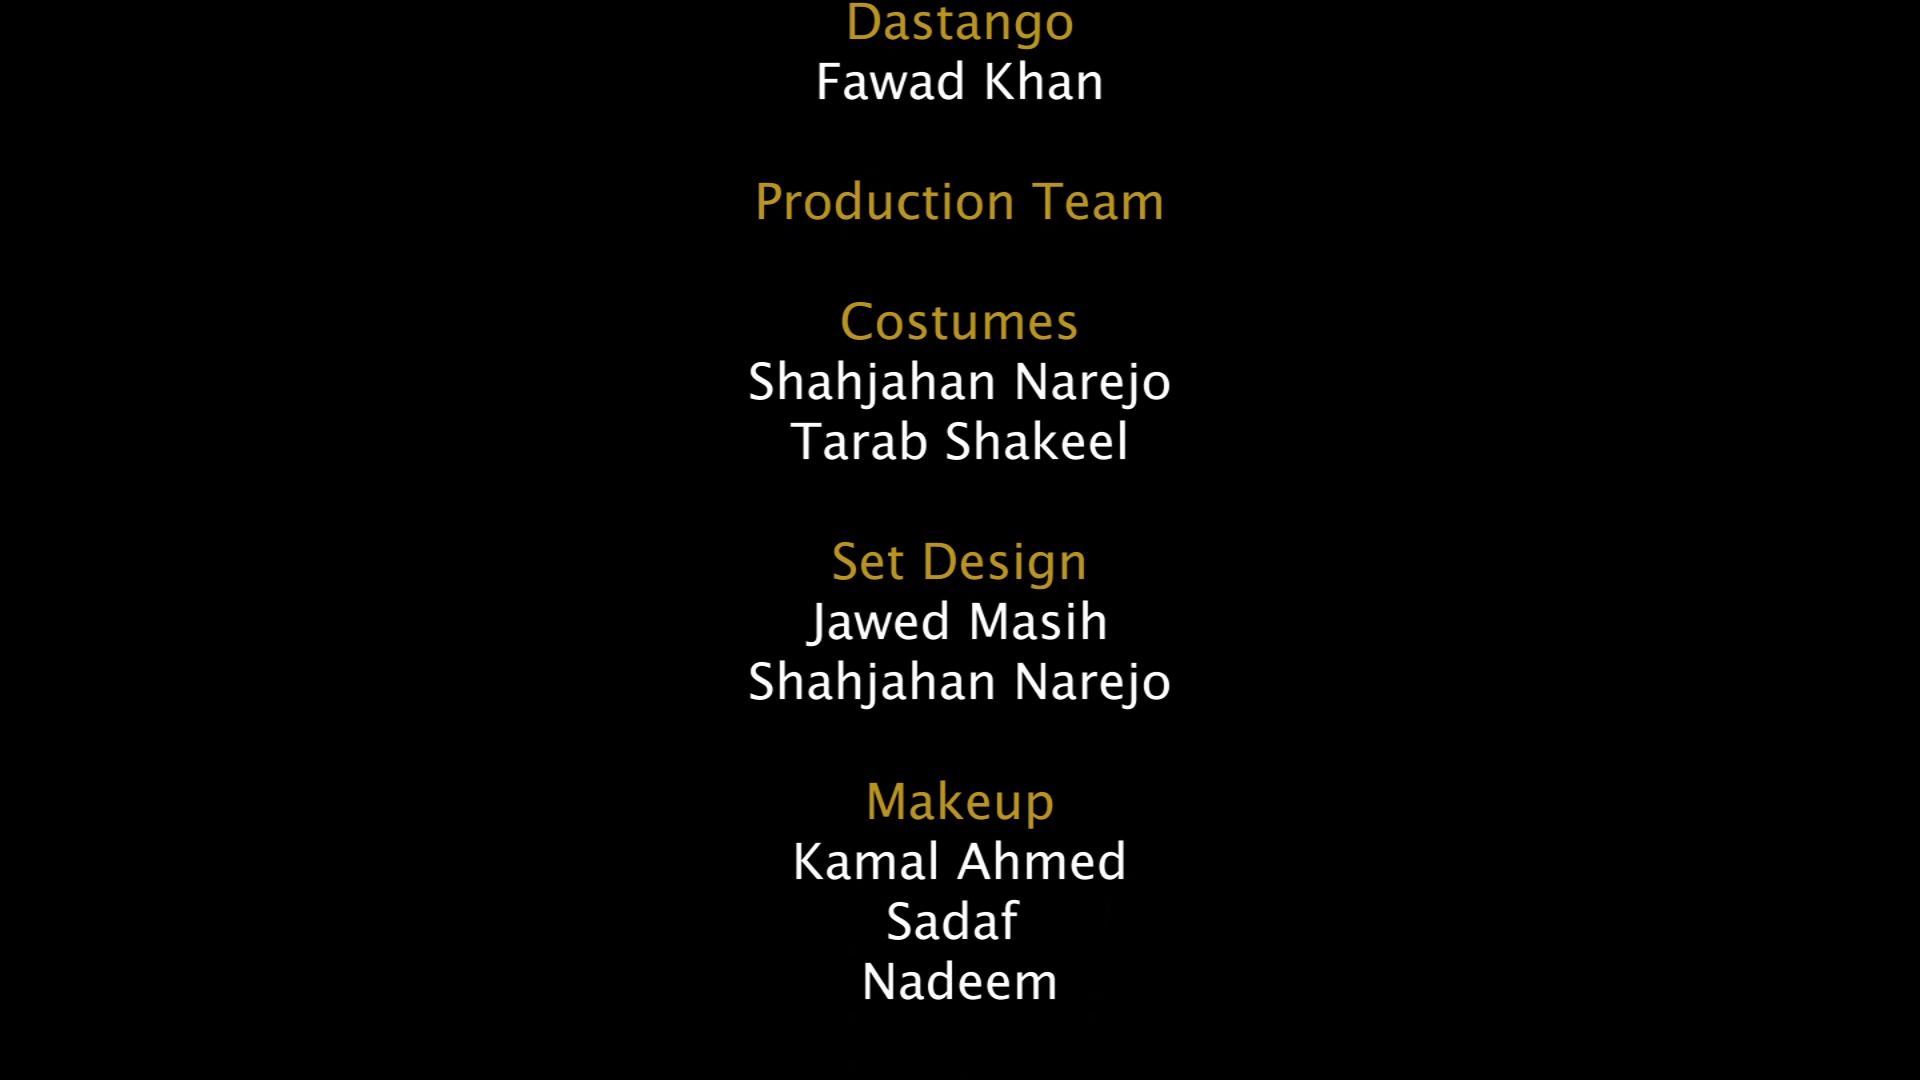 Dastango
Fawad Khan
Production Team
Costumes
Shahjahan Narejo
Tarab Shakeel
Set Design
Jawed Masih
Shahjahan Narejo
Makeup
Kamal Ahmed
Sadaf
Nadeem